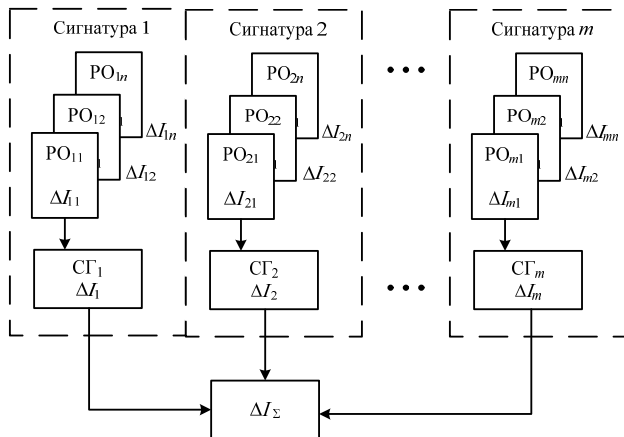 Сигнатура 1
РО1n
РО12
РО11
ΔI1n
ΔI12
ΔI11
СГ1
ΔI1
Сигнатура 2
РО2n
РО22
РО21
ΔI2n
ΔI22
ΔI21
СГ2
ΔI2
•••
•••
Сигнатура m
РОmn
РОm2
РОm1
ΔImn
ΔIm2
ΔIm1
СГm
ΔIm
ΔIΣ